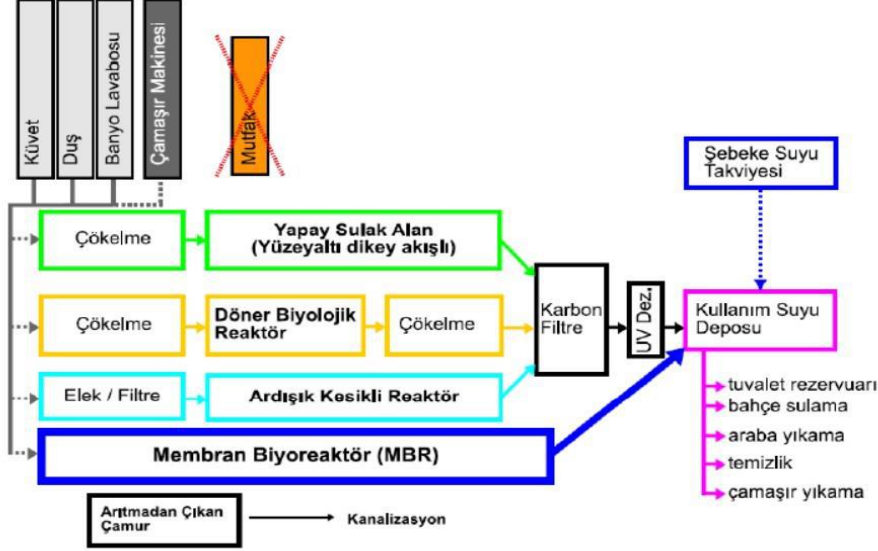 Küvet
Duş
Banyo Lavabosu
Çamaşır Makinesi
Mutfak
Şebeke Suyu
Takviyesi
Çökelme
Yapay Sulak Alan
(Yüzeyaltı dikey akışlı)
Çökelme
Döner Biyolojik
Reaktör
Çökelme
Karbon
Filtre
UV Dez.
Kullanım Suyu
Deposu
Elek / Filtre
Ardışık Kesikli Reaktör
Membran Biyoreaktör (MBR)
tuvalet rezervuarı
bahçe sulama
araba yıkama
temizlik
çamaşır yıkama
Arıtmadan Çıkan
Çamur
Kanalizasyon